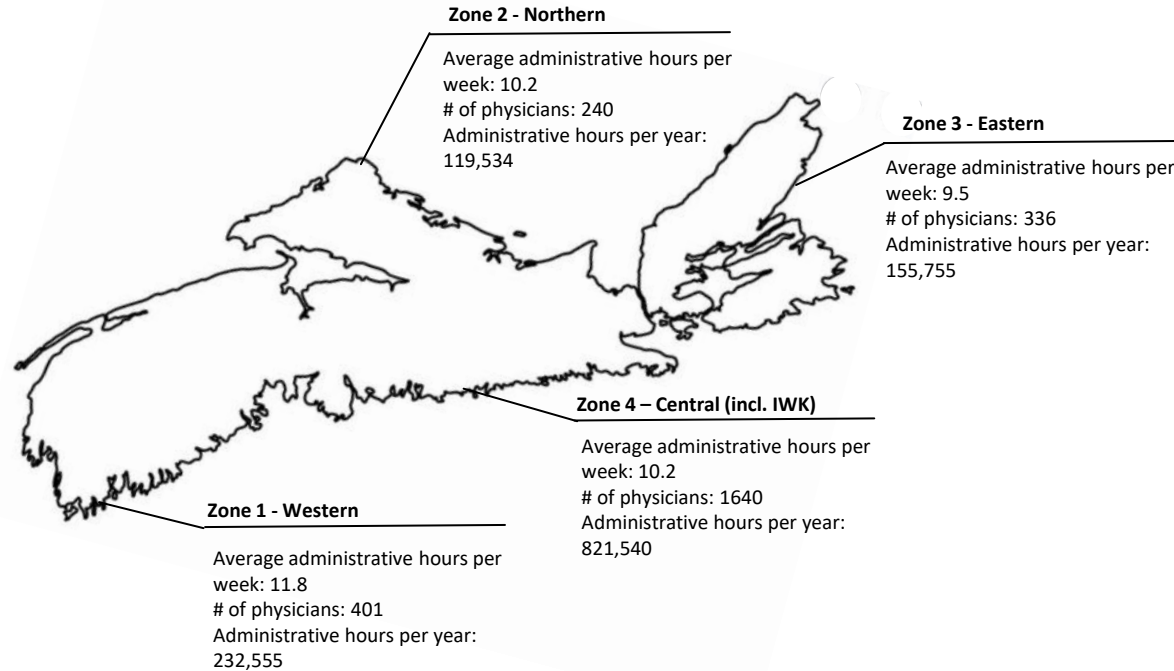 Zone 2 - Northern
Average administrative hours per
week: 10.2
# of physicians: 240
Administrative hours per year:
119,534
Zone 3 - Eastern
Average administrative hours per
week: 9.5
# of physicians: 336
Administrative hours per year:
155,755
Zone 4 – Central (incl. IWK)
Average administrative hours per
week: 10.2
# of physicians: 1640
Administrative hours per year:
821,540
Zone 1 - Western
Average administrative hours per
week: 11.8
# of physicians: 401
Administrative hours per year:
232,555